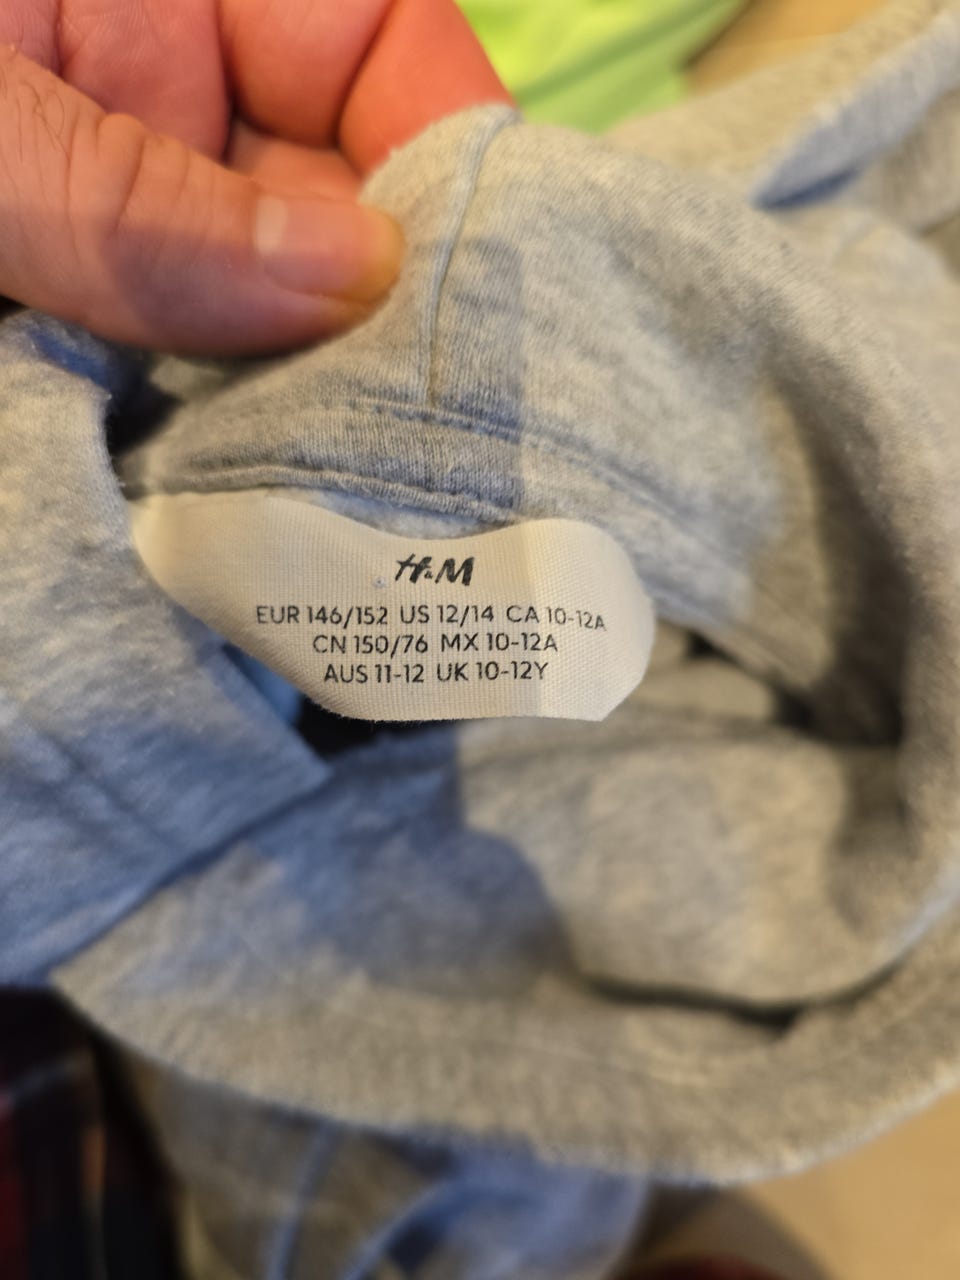 H&M
EUR 146/152 US 12/14 CA 10-12A
CN 150/76 MX 10-12A
AUS 11-12 UK 10-12Y